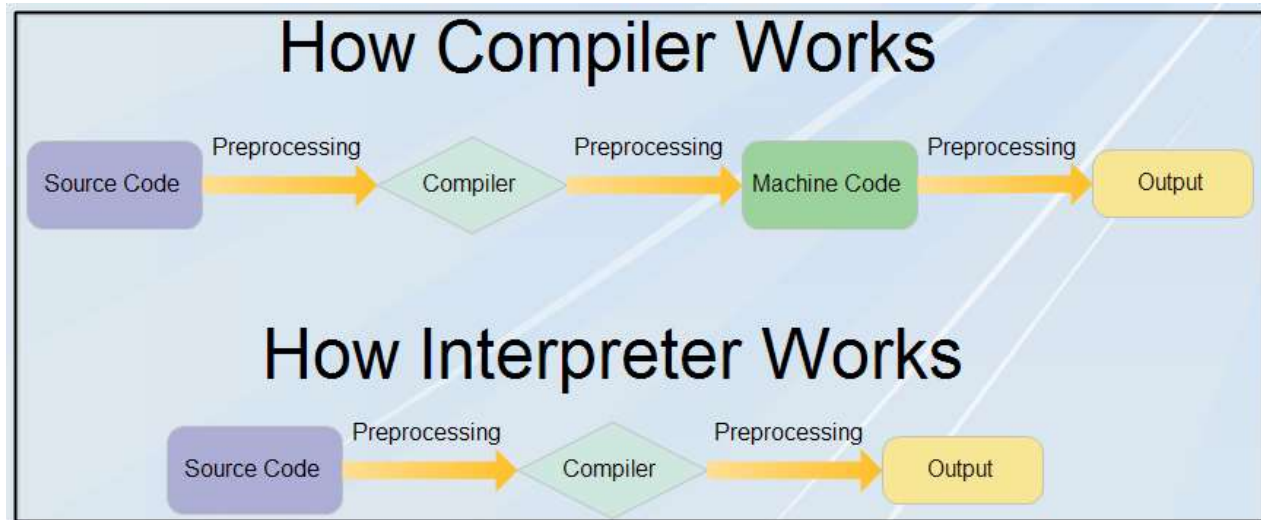 How Compiler Works
Preprocessing Preprocessing Preprocessing
Source Code Compiler Machine Code Output
How Interpreter Works
Preprocessing Preprocessing
Source Code Compiler Output